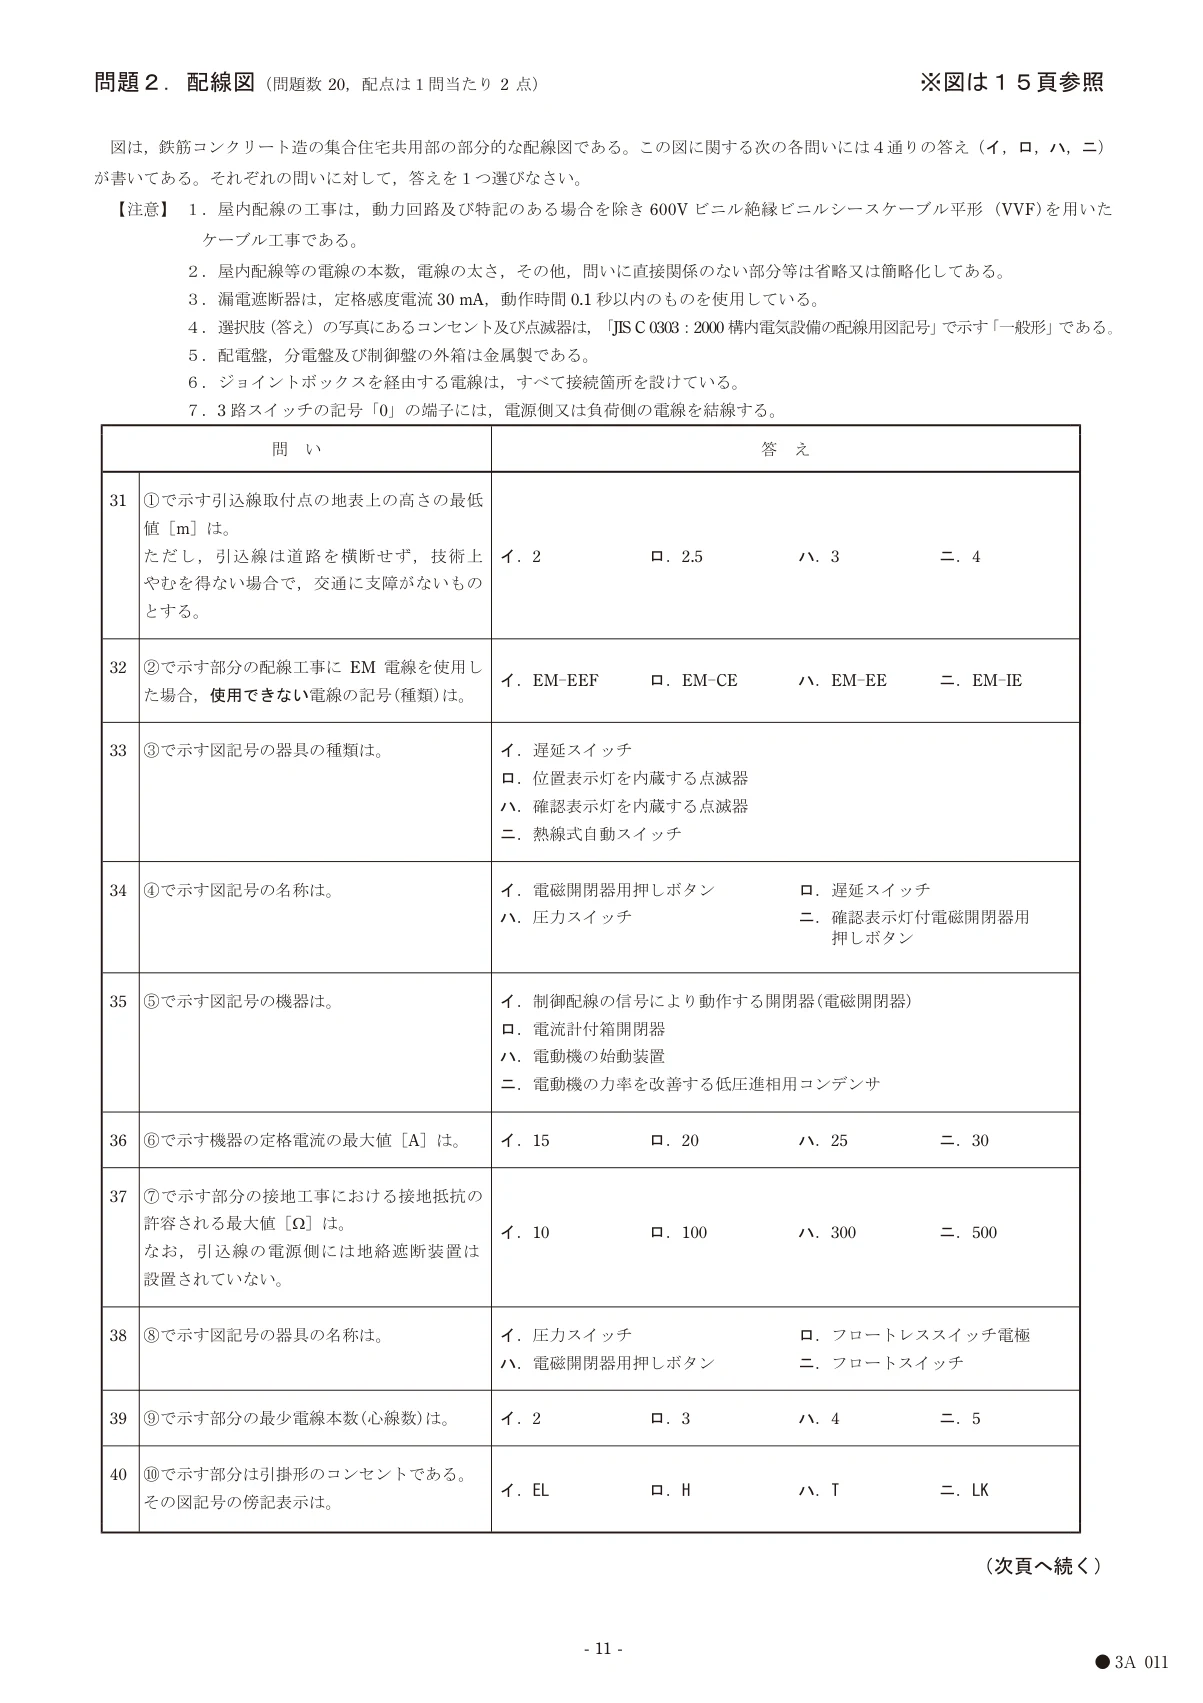 問題２．配線図（問題数 20，配点は１問当たり 2 点） ※図は１５頁参照
図は，鉄筋コンクリート造の集合住宅共用部の部分的な配線図である。この図に関する次の各問いには４通りの答え（イ，ロ，ハ，ニ）
が書いてある。それぞれの問いに対して，答えを１つ選びなさい。
【注意】 １．屋内配線の工事は，動力回路及び特記のある場合を除き 600V ビニル絶縁ビニルシースケーブル平形（VVF）を用いた
ケーブル工事である。
２．屋内配線等の電線の本数，電線の太さ，その他，問いに直接関係のない部分等は省略又は簡略化してある。
３．漏電遮断器は，定格感度電流 30 mA，動作時間 0.1 秒以内のものを使用している。
４．選択肢（答え）の写真にあるコンセント及び点滅器は，「JIS C 0303：2000 構内電気設備の配線用図記号」で示す「一般形」である。
５．配電盤，分電盤及び制御盤の外箱は金属製である。
６．ジョイントボックスを経由する電線は，すべて接続箇所を設けている。
７．3 路スイッチの記号「0」の端子には，電源側又は負荷側の電線を結線する。
問　い 答　え
31 ①で示す引込線取付点の地表上の高さの最低
値［m］は。
ただし，引込線は道路を横断せず，技術上
やむを得ない場合で，交通に支障がないもの
とする。
イ．2 ロ．2.5 ハ．3 ニ．4
32 ②で示す部分の配線工事に EM 電線を使用し
た場合，使用できない電線の記号(種類)は。
イ．EM-EEF ロ．EM-CE ハ．EM-EE ニ．EM-IE
33 ③で示す図記号の器具の種類は。
イ．遅延スイッチ
ロ．位置表示灯を内蔵する点滅器
ハ．確認表示灯を内蔵する点滅器
ニ．熱線式自動スイッチ
34 ④で示す図記号の名称は。
イ．電磁開閉器用押しボタン ロ．遅延スイッチ
ハ．圧力スイッチ ニ．確認表示灯付電磁開閉器用
押しボタン
35 ⑤で示す図記号の機器は。
イ．制御配線の信号により動作する開閉器(電磁開閉器)
ロ．電流計付箱開閉器
ハ．電動機の始動装置
ニ．電動機の力率を改善する低圧進相用コンデンサ
36 ⑥で示す機器の定格電流の最大値［A］は。
イ．15 ロ．20 ハ．25 ニ．30
37 ⑦で示す部分の接地工事における接地抵抗の
許容される最大値［Ω］は。
なお，引込線の電源側には地絡遮断装置は
設置されていない。
イ．10 ロ．100 ハ．300 ニ．500
38 ⑧で示す図記号の器具の名称は。
イ．圧力スイッチ ロ．フロートレススイッチ電極
ハ．電磁開閉器用押しボタン ニ．フロートスイッチ
39 ⑨で示す部分の最少電線本数(心線数)は。
イ．2 ロ．3 ハ．4 ニ．5
40 ⑩で示す部分は引掛形のコンセントである。
その図記号の傍記表示は。
イ．EL ロ．H ハ．T ニ．LK
（次頁へ続く）
- 11 -
●3A 011